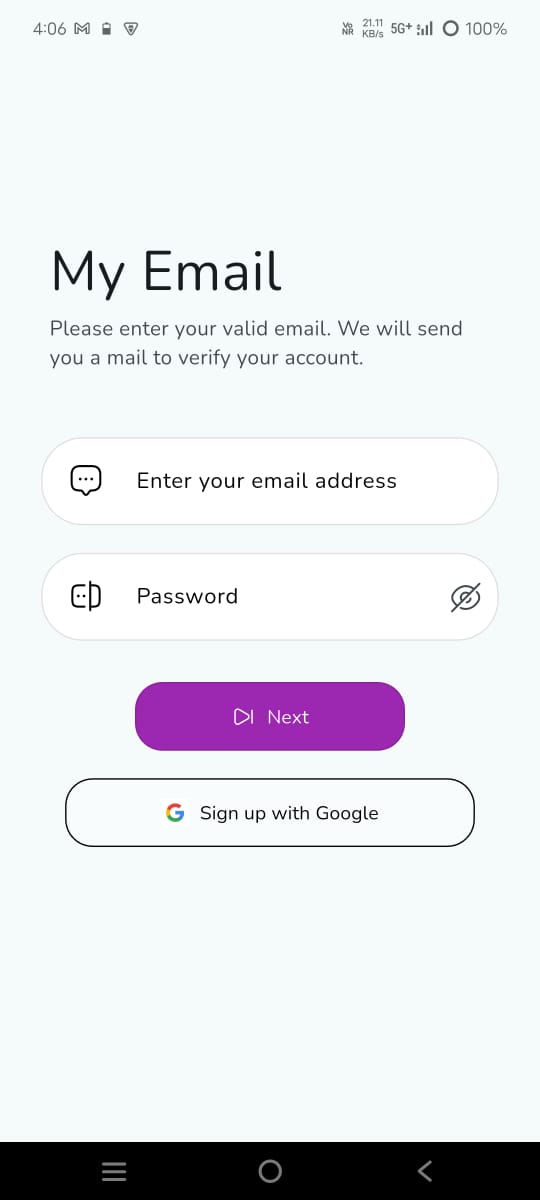 4:06
Vo NR 21.11 KB/s 5G+ 100%
My Email
Please enter your valid email. We will send
you a mail to verify your account.
Enter your email address
Password
Next
Sign up with Google